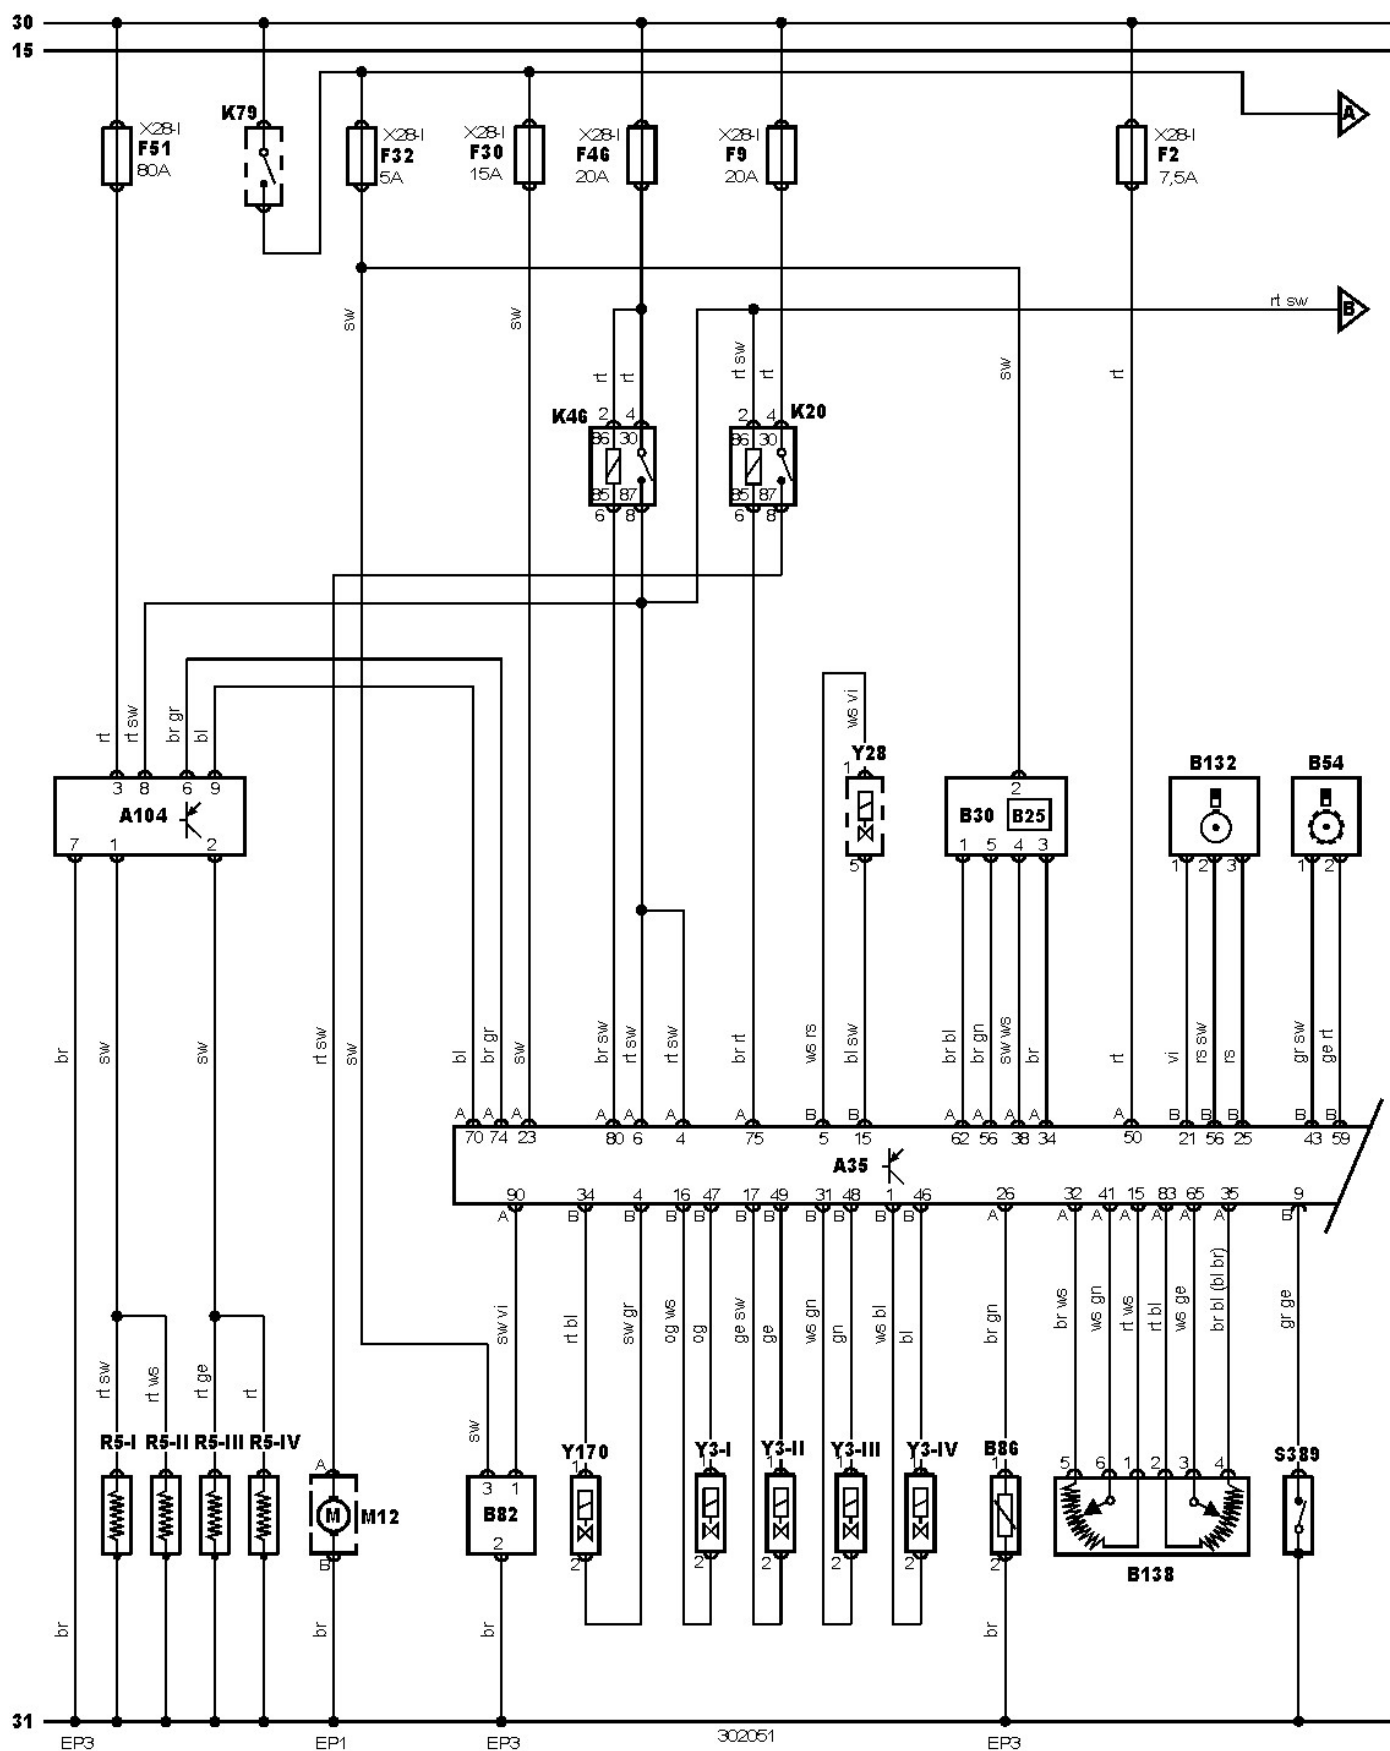 30
15
K79
X28-I
F51
80A
X28-I
F32
5A
X28-I
F30
15A
X28-I
F46
20A
X28-I
F9
20A
X28-I
F2
7,5A
A
sw
sw
rt sw
B
rt
rt
rt sw
rt
sw
rt
K46
2 4
86 30
85 87
6 8
K20
2 4
86 30
85 87
6 8
rt
rt sw
br gr
bl
ws vi
3 8 6 9
A104
7 1 2
1
Y28
5
2
B30
B25
1 5 4 3
B132
1 2 3
B54
1 2
br
sw
sw
rt sw
sw
bl
br gr
sw
br sw
rt sw
rt sw
br rt
ws rs
bl sw
br bl
br gn
sw ws
br
rt
vi
rs sw
rs
gr sw
ge rt
A A A A A A A B B A A A A A B B B B B
70 74 23 80 6 4 75 5 15 62 56 38 34 50 21 56 25 43 59
A35
90 34 4 16 47 17 49 31 48 1 46 26 32 41 15 83 65 35 9
A B B B B B B B B B B A A A A A A A B
sw vi
rt bl
sw gr
og ws
og
ge sw
ge
ws gn
gn
ws bl
bl
br gn
br ws
ws gn
rt ws
rt bl
ws ge
br bl (bl br)
gr ge
rt sw
rt ws
rt ge
rt
sw
R5-I R5-II R5-III R5-IV
A
M
M12
B
3 1
B82
2
Y170
1
2
Y3-I
1
2
Y3-II
1
2
Y3-III
1
2
Y3-IV
1
2
B86
1
2
5 6 1 2 3 4
B138
S389
br
br
br
br
31
EP3
EP1
EP3
302051
EP3